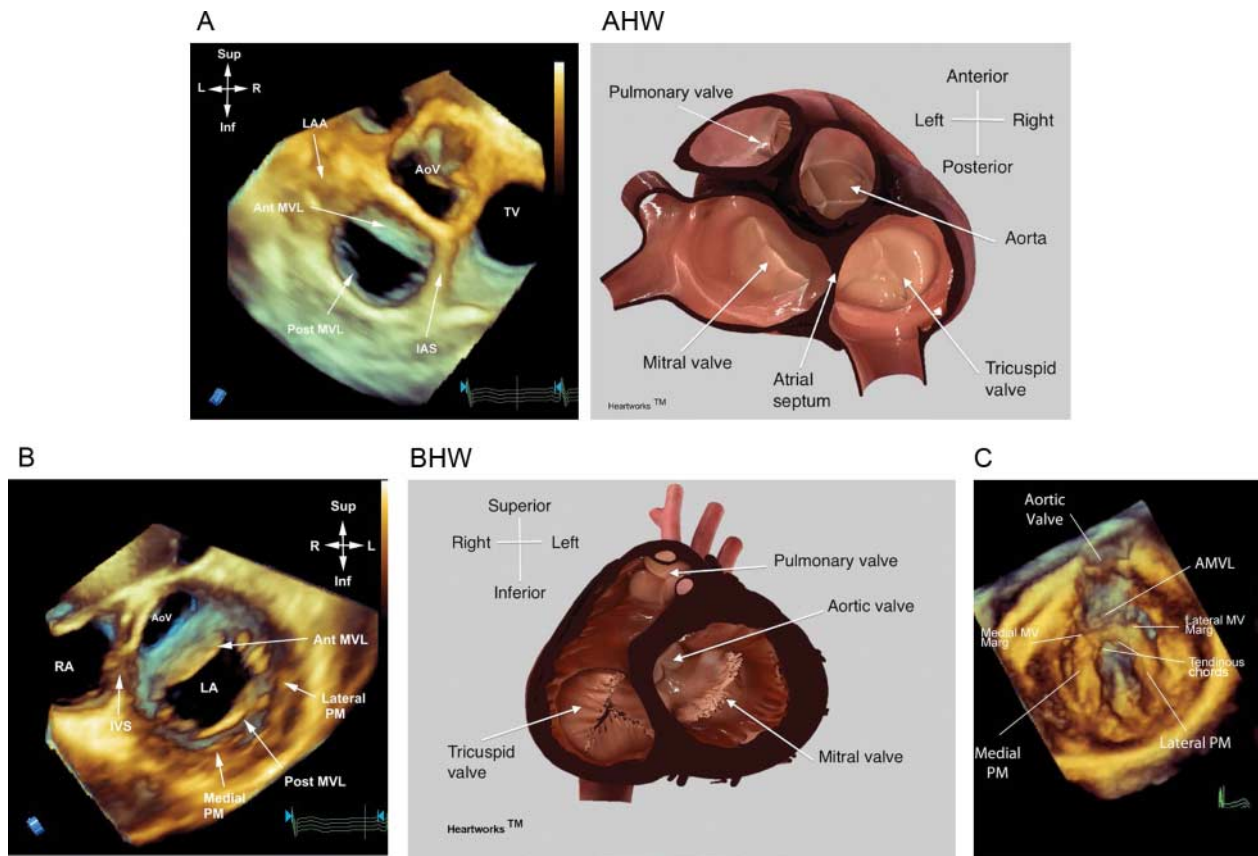 A
AHW
Sup
L
R
Inf
LAA
AoV
Ant MVL
TV
Post MVL
IAS
Pulmonary valve
Anterior
Left
Right
Posterior
Aorta
Mitral valve
Atrial
septum
Tricuspid
valve
Heartworks TM
B
BHW
C
Sup
R
L
Inf
AoV
RA
Ant MVL
LA
Lateral
PM
IVS
Post MVL
Medial
PM
Superior
Right
Left
Inferior
Pulmonary valve
Aortic valve
Tricuspid
valve
Mitral valve
Heartworks TM
Aortic
Valve
AMVL
Lateral MV
Marg
Medial MV
Marg
Tendinous
chords
Medial
PM
Lateral PM